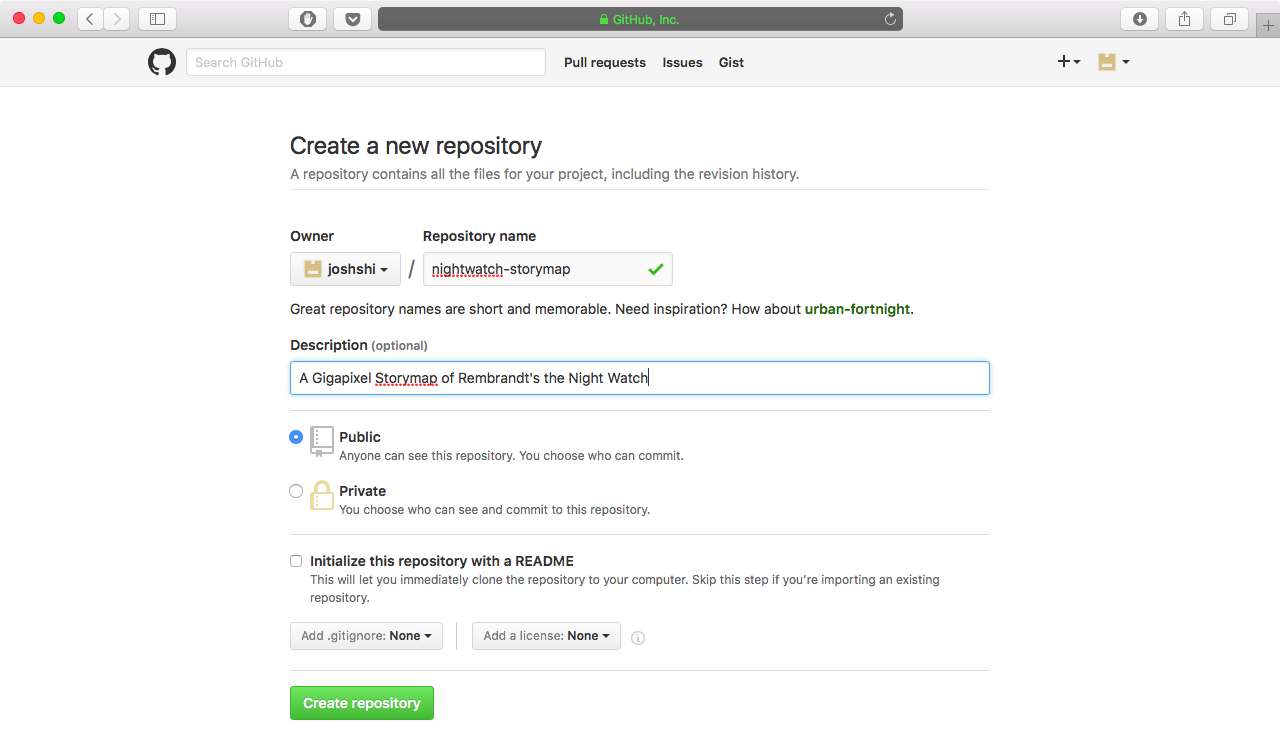 GitHub, Inc.
Search GitHub
Pull requests Issues Gist
Create a new repository
A repository contains all the files for your project, including the revision history.
Owner Repository name
joshshi / nightwatch-storymap
Great repository names are short and memorable. Need inspiration? How about urban-fortnight.
Description (optional)
A Gigapixel Storymap of Rembrandt's the Night Watch
Public
Anyone can see this repository. You choose who can commit.
Private
You choose who can see and commit to this repository.
Initialize this repository with a README
This will let you immediately clone the repository to your computer. Skip this step if you’re importing an existing
repository.
Add .gitignore: None Add a license: None
Create repository